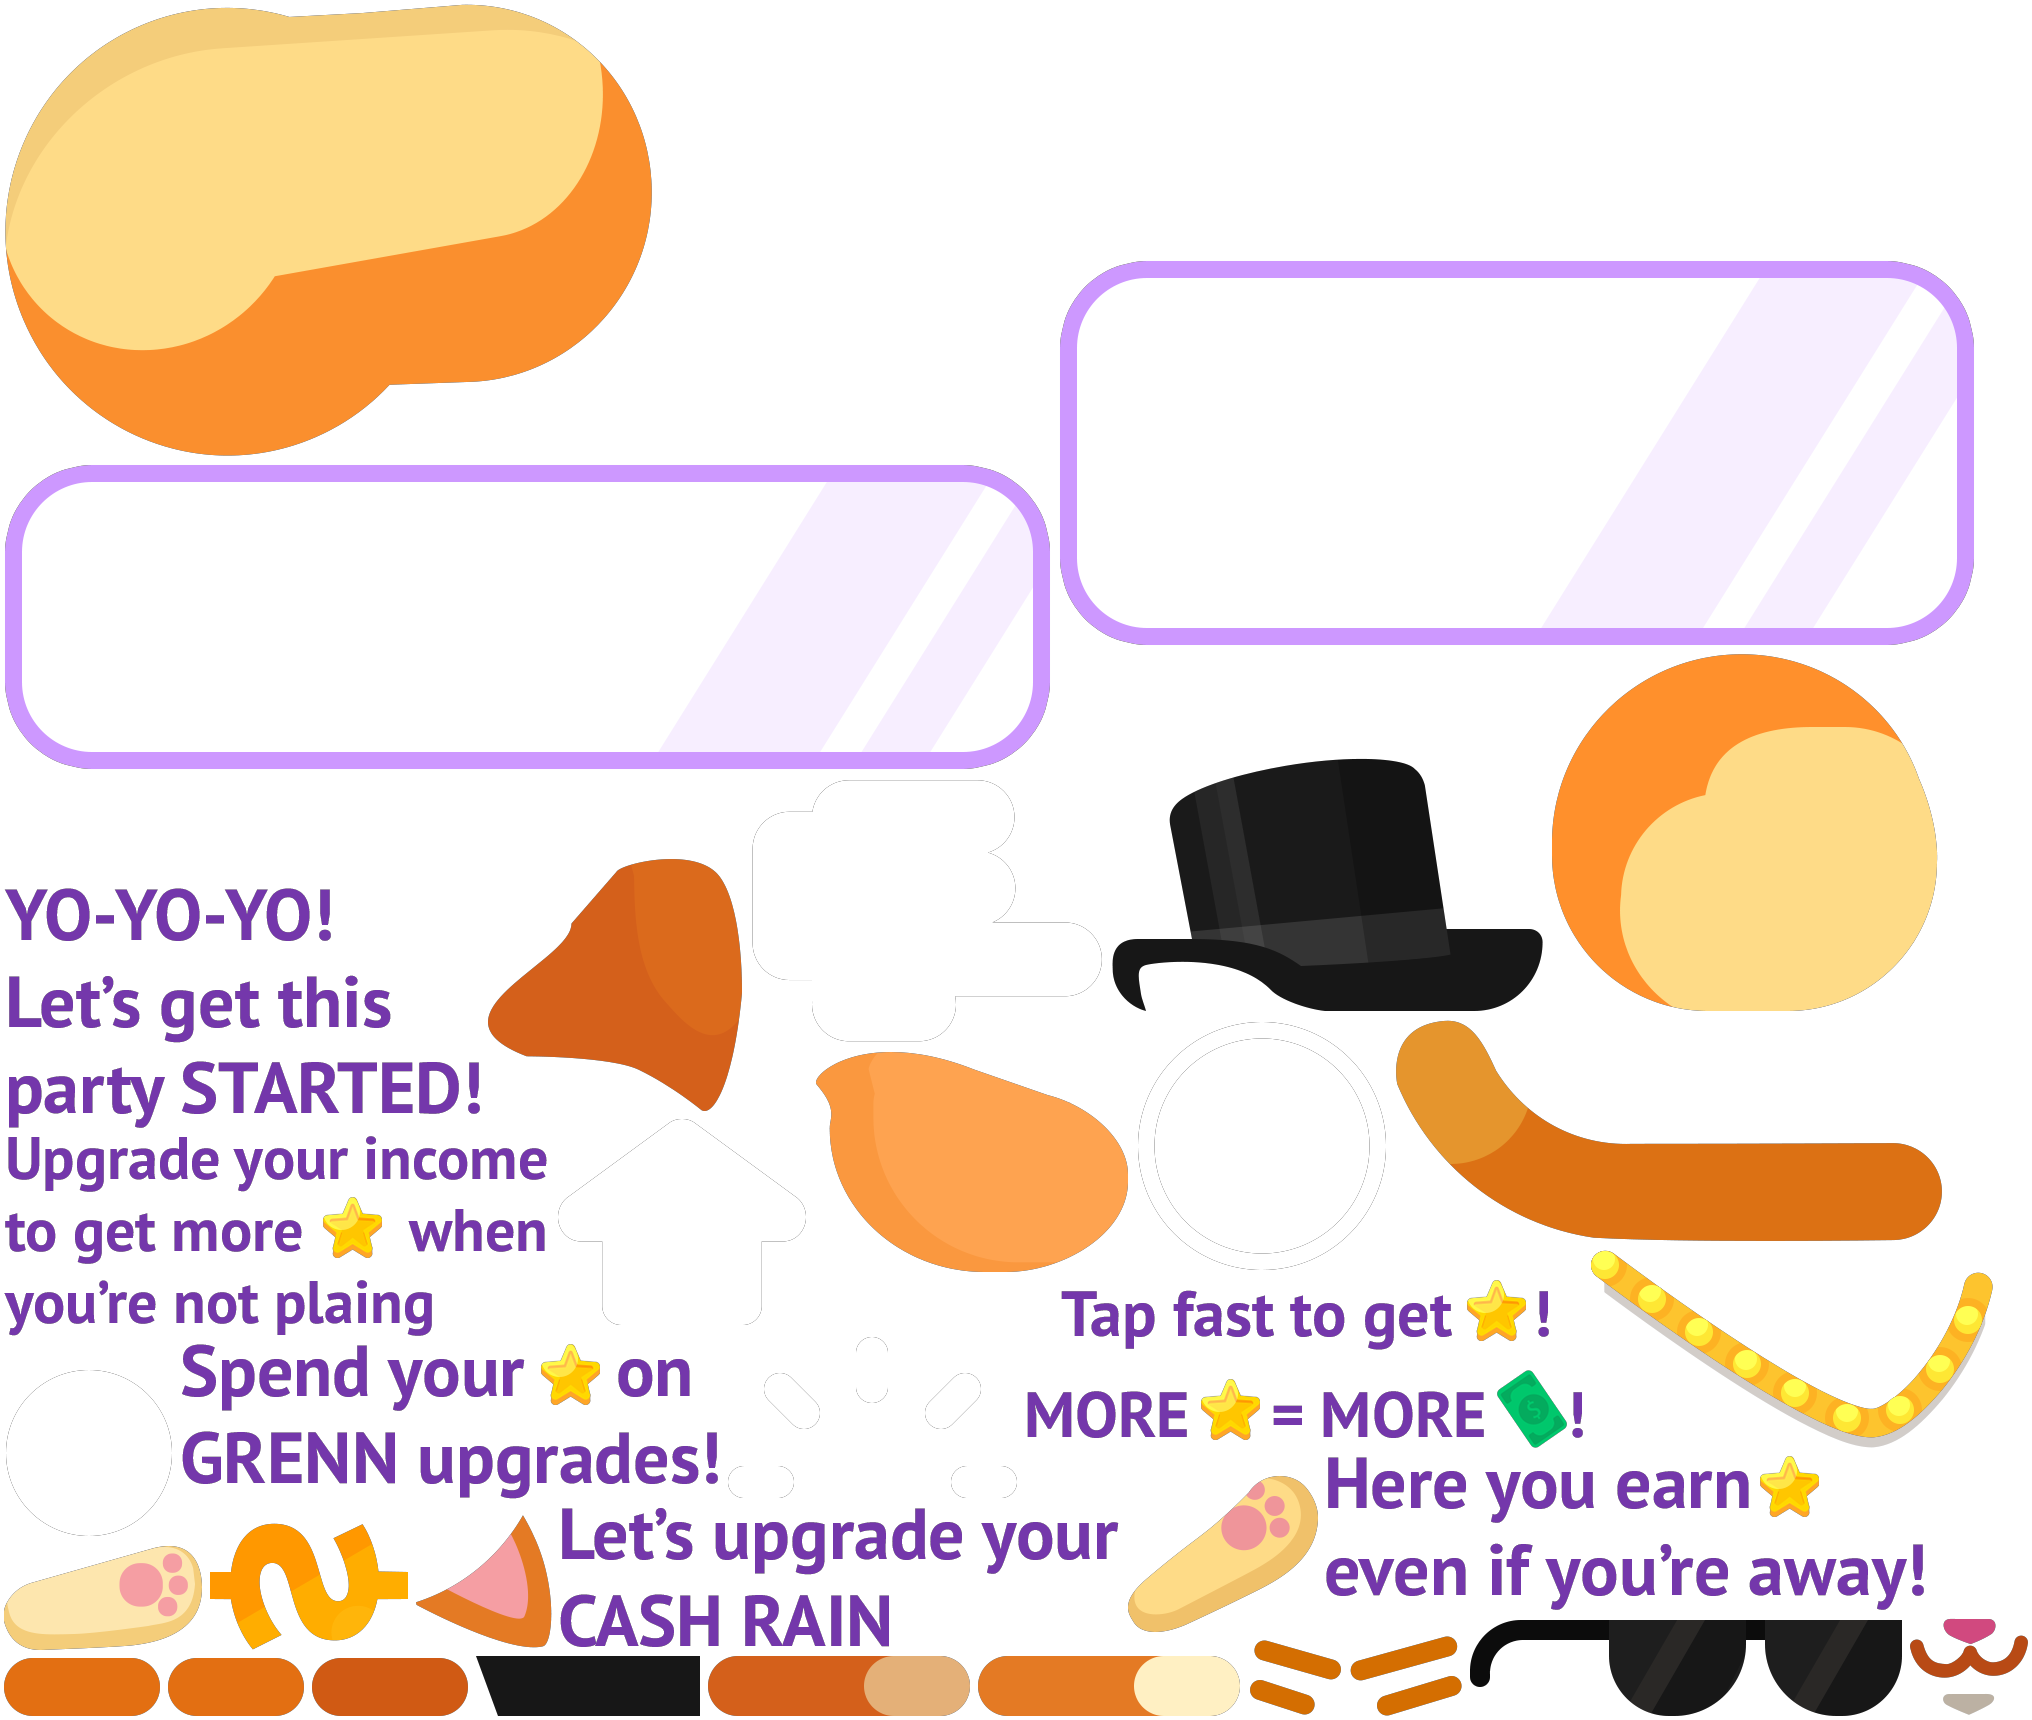 YO-YO-YO!
Let's get this
party STARTED!
Upgrade your income
to get more when
you're not plaing
Spend your on
GRENN upgrades!
Let's upgrade your
CASH RAIN
Tap fast to get !
MORE = MORE !
Here you earn
even if you're away!